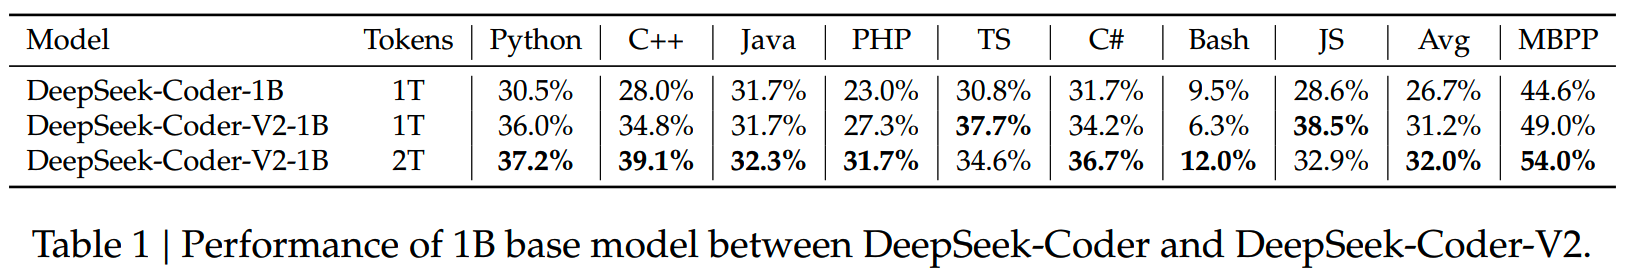 Model Tokens Python C++ Java PHP TS C# Bash JS Avg MBPP
DeepSeek-Coder-1B 1T 30.5% 28.0% 31.7% 23.0% 30.8% 31.7% 9.5% 28.6% 26.7% 44.6%
DeepSeek-Coder-V2-1B 1T 36.0% 34.8% 31.7% 27.3% 37.7% 34.2% 6.3% 38.5% 31.2% 49.0%
DeepSeek-Coder-V2-1B 2T 37.2% 39.1% 32.3% 31.7% 34.6% 36.7% 12.0% 32.9% 32.0% 54.0%
Table 1 | Performance of 1B base model between DeepSeek-Coder and DeepSeek-Coder-V2.